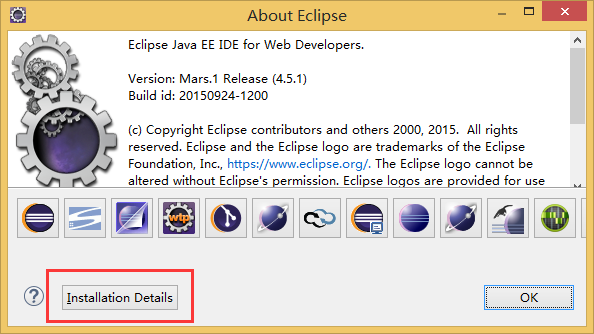 About Eclipse
Eclipse Java EE IDE for Web Developers.
Version: Mars.1 Release (4.5.1)
Build id: 20150924-1200
(c) Copyright Eclipse contributors and others 2000, 2015.  All rights
reserved. Eclipse and the Eclipse logo are trademarks of the Eclipse
Foundation, Inc., https://www.eclipse.org/. The Eclipse logo cannot be
altered without Eclipse's permission. Eclipse logos are provided for use
wtp
?
Installation Details
OK